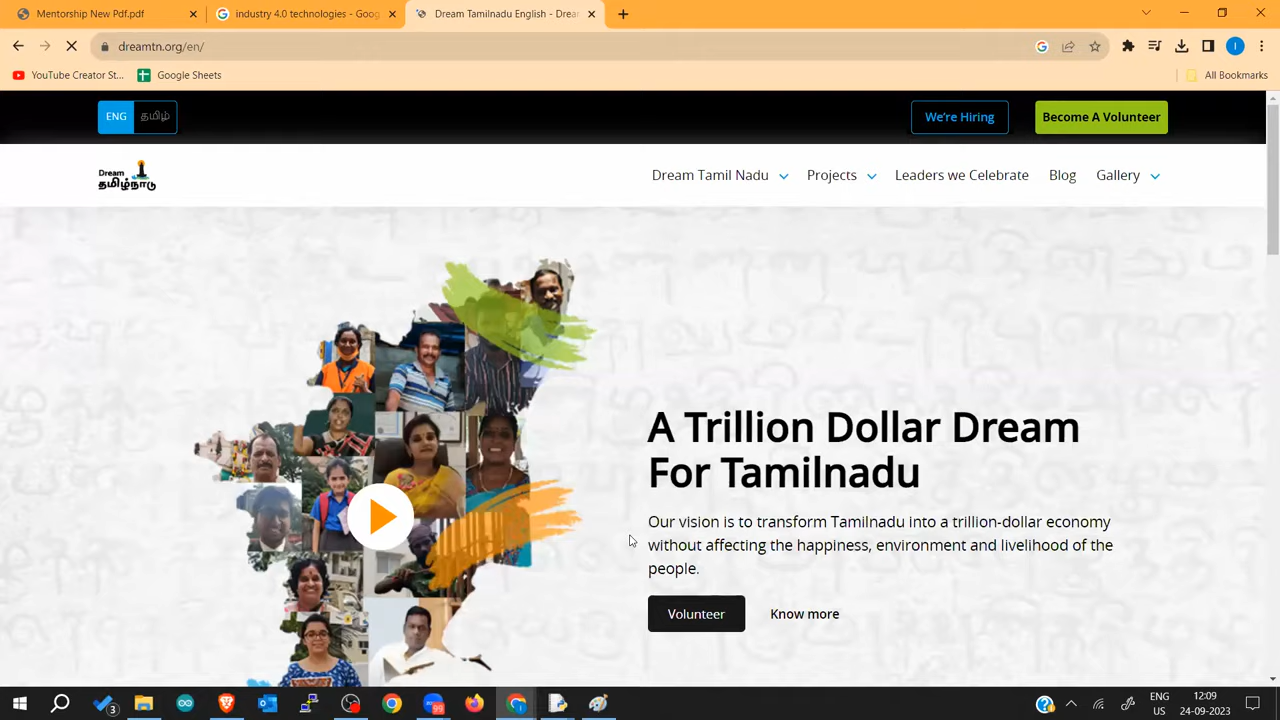 Mentorship New Pdf.pdf
industry 4.0 technologies - Goog
Dream Tamilnadu English - Drear
dreamtn.org/en/
YouTube Creator St...
Google Sheets
All Bookmarks
ENG
தமிழ்
We're Hiring
Become A Volunteer
Dream
தமிழ்நாடு
Dream Tamil Nadu
Projects
Leaders we Celebrate
Blog
Gallery
A Trillion Dollar Dream
For Tamilnadu
Our vision is to transform Tamilnadu into a trillion-dollar economy
without affecting the happiness, environment and livelihood of the
people.
Volunteer
Know more
ENG
US
12:09
24-09-2023